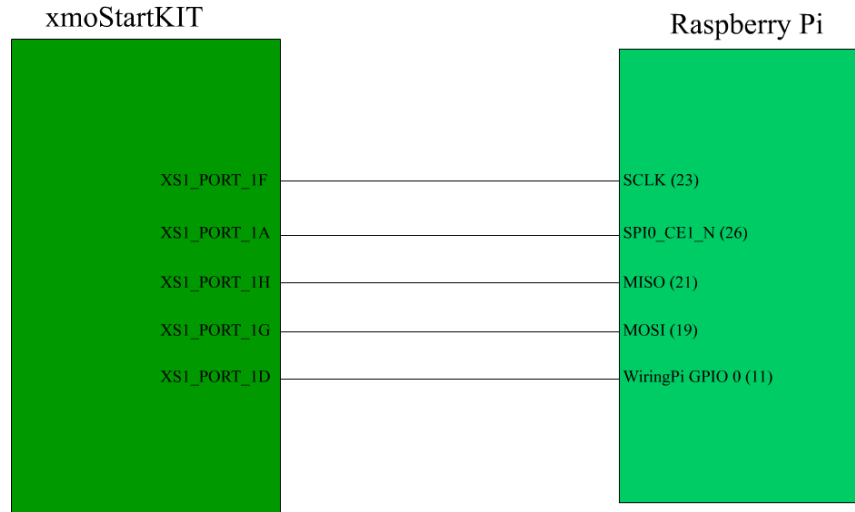 xmoStartKIT
Raspberry Pi
XS1_PORT_1F
SCLK (23)
XS1_PORT_1A
SPI0_CE1_N (26)
XS1_PORT_1H
MISO (21)
XS1_PORT_1G
MOSI (19)
XS1_PORT_1D
WiringPi GPIO 0 (11)